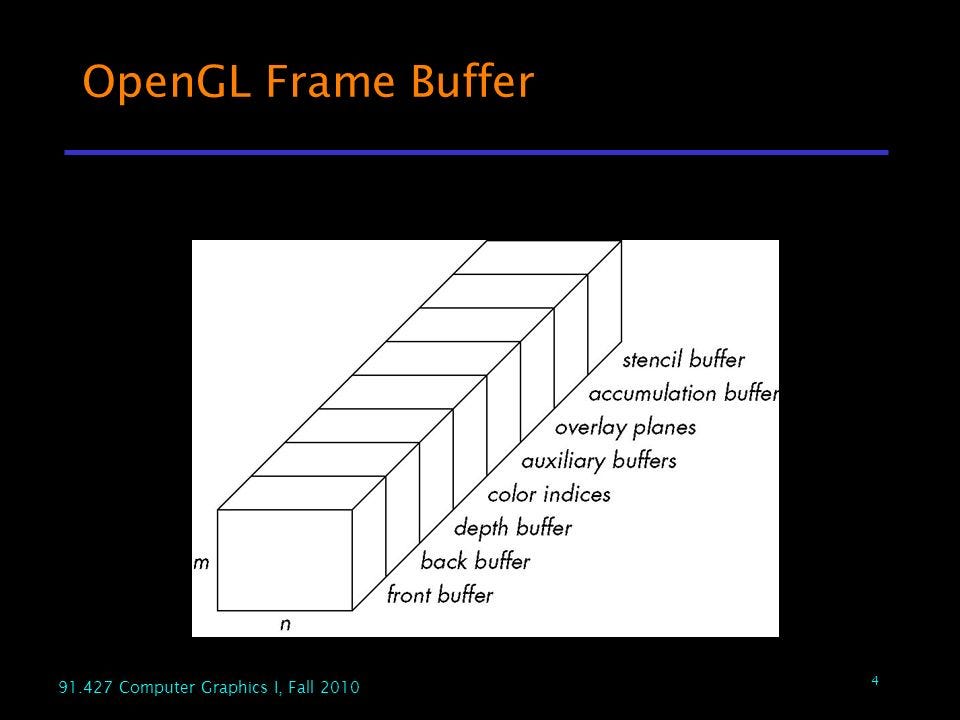 OpenGL Frame Buffer
stencil buffer
accumulation buffer
overlay planes
auxiliary buffers
color indices
depth buffer
m
back buffer
front buffer
n
91.427 Computer Graphics I, Fall 2010
4